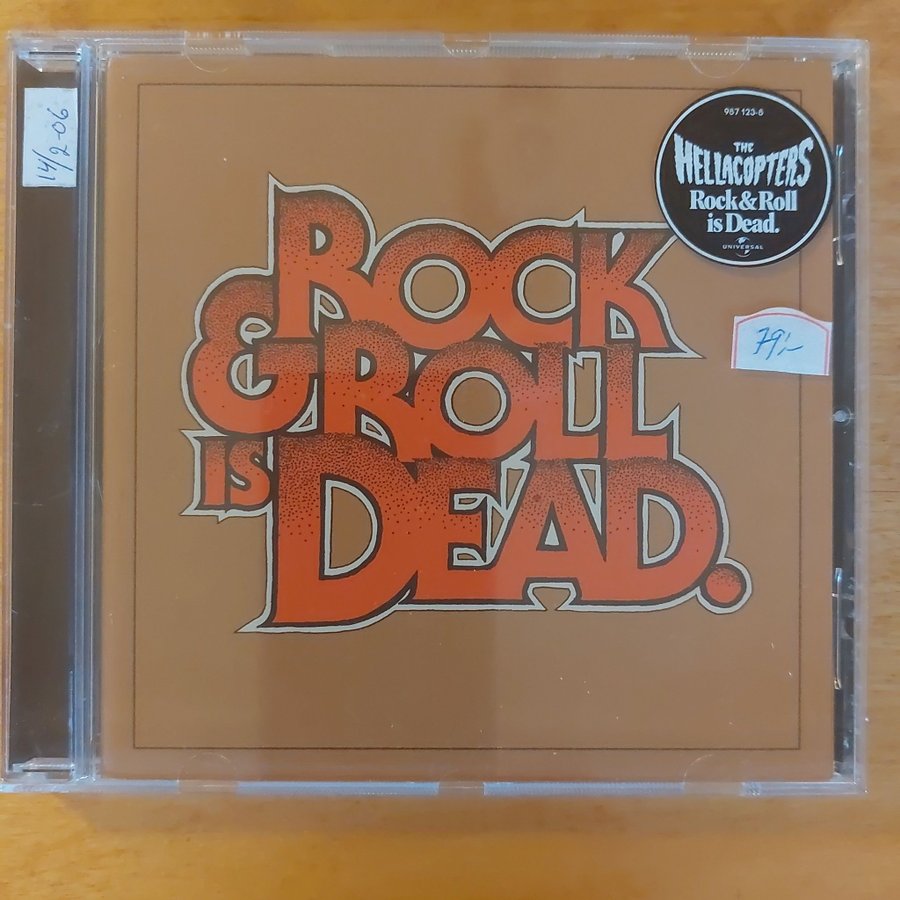 14/2-06
987 123-6
THE
HELLACOPTERS
Rock & Roll
is Dead.
UNIVERSAL
79:-
ROCK
& ROLL
IS DEAD.